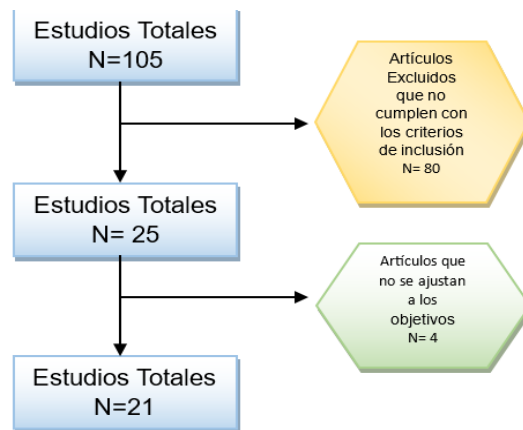 Estudios Totales
N=105
Artículos
Excluidos
que no
cumplen con
los criterios
de inclusión
N= 80
Estudios Totales
N= 25
Artículos que
no se ajustan
a los
objetivos
N= 4
Estudios Totales
N=21